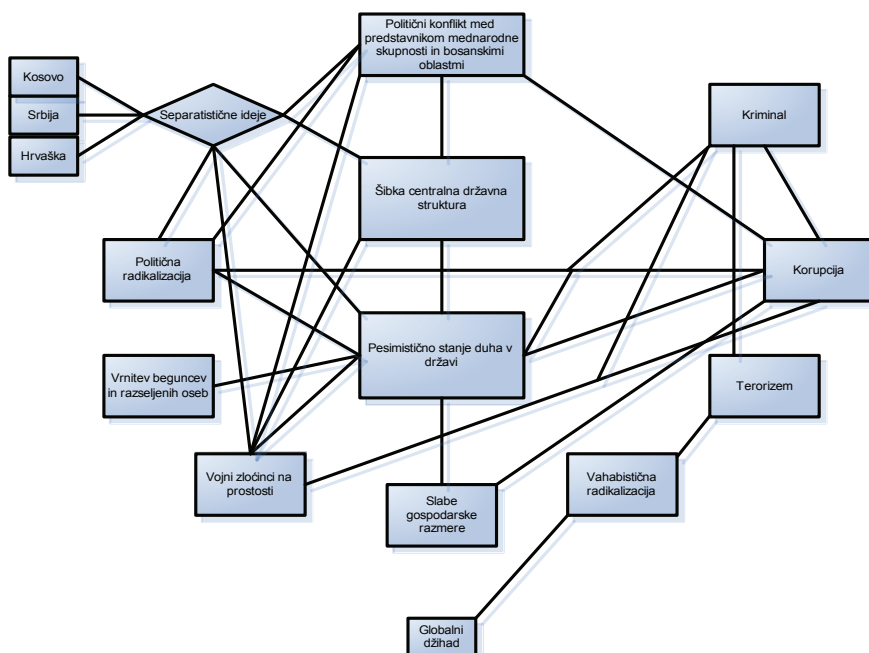 Politični konflikt med
predstavnikom mednarodne
skupnosti in bosanskimi
oblastmi
Kosovo
Srbija
Hrvaška
Separatistične ideje
Kriminal
Šibka centralna državna
struktura
Politična
radikalizacija
Korupcija
Pesimistično stanje duha v
državi
Vrnitev beguncev
in razseljenih oseb
Terorizem
Vojni zločinci na
prostosti
Vahabistična
radikalizacija
Slabe
gospodarske
razmere
Globalni
džihad